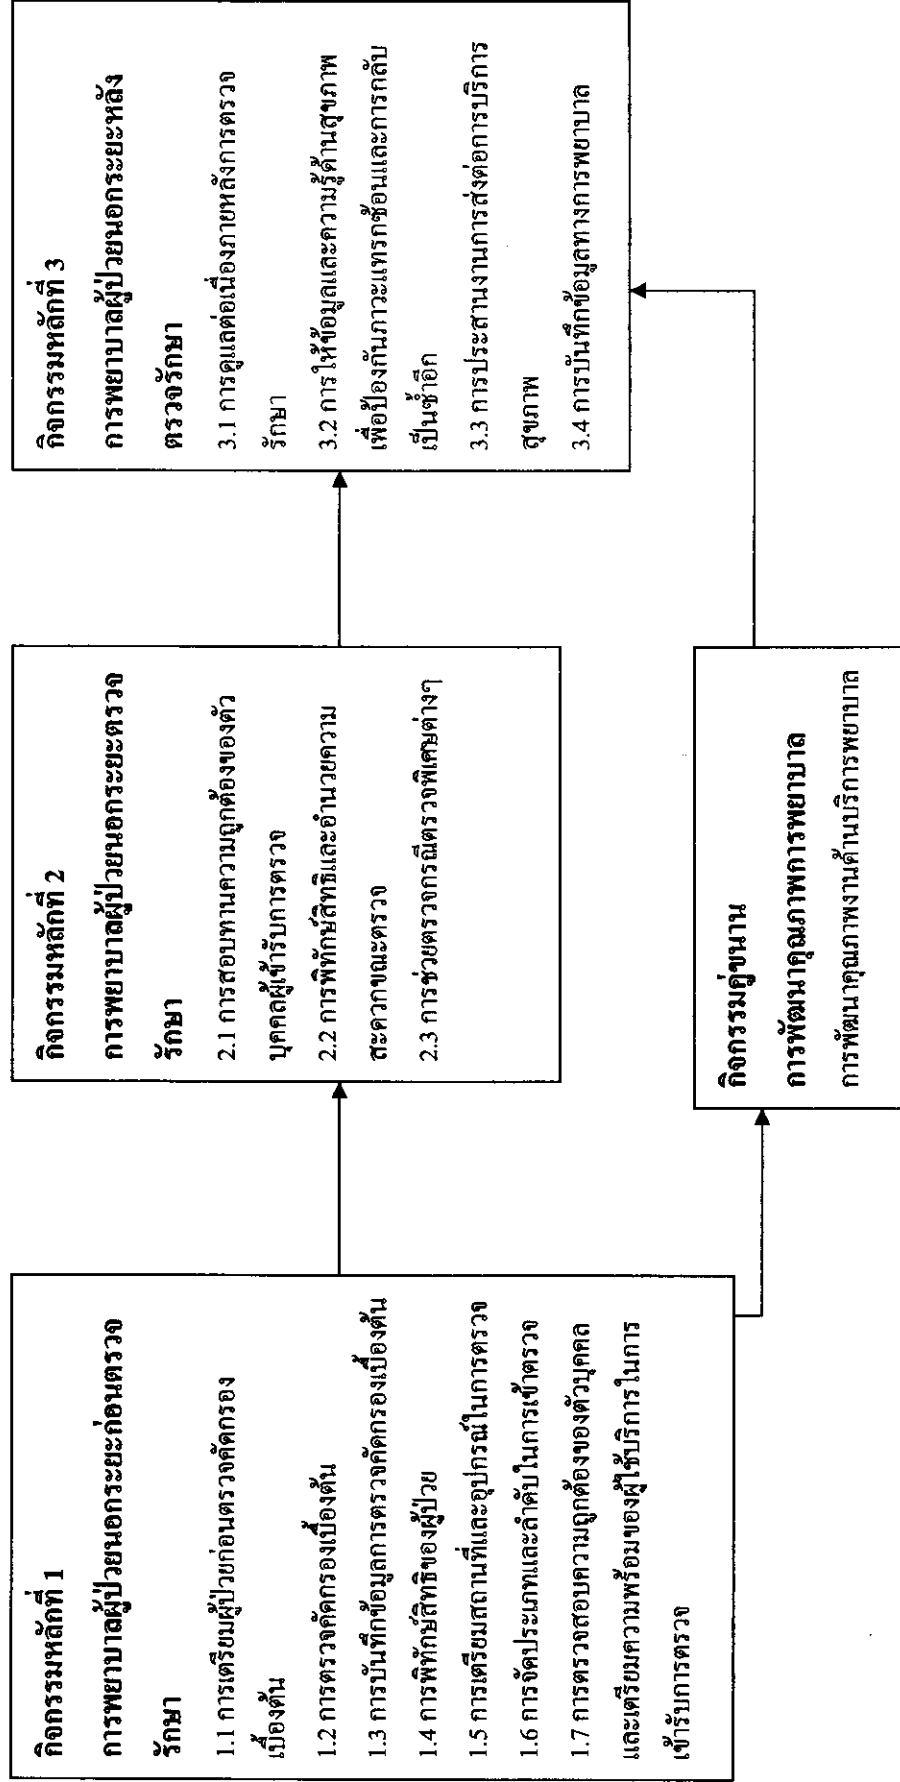 กิจกรรมหลักที่ 1
การพยาบาลผู้ป่วยนอกระยะก่อนตรวจ
รักษา
1.1 การเตรียมผู้ป่วยก่อนตรวจคัดกรอง
เบื้องต้น
1.2 การตรวจคัดกรองเบื้องต้น
1.3 การบันทึกข้อมูลการตรวจคัดกรองเบื้องต้น
1.4 การพิทักษ์สิทธิของผู้ป่วย
1.5 การเตรียมสถานที่และอุปกรณ์ในการตรวจ
1.6 การจัดประเภทและลำดับในการเข้าตรวจ
1.7 การตรวจสอบความถูกต้องของตัวบุคคล
และเตรียมความพร้อมของผู้ใช้บริการในการ
เข้ารับการตรวจ
กิจกรรมหลักที่ 2
การพยาบาลผู้ป่วยนอกระยะตรวจ
รักษา
2.1 การสอบทานความถูกต้องของตัว
บุคคลผู้เข้ารับการตรวจ
2.2 การพิทักษ์สิทธิและอำนวยความ
สะดวกขณะตรวจ
2.3 การช่วยตรวจกรณีตรวจพิเศษต่างๆ
กิจกรรมหลักที่ 3
การพยาบาลผู้ป่วยนอกระยะหลัง
ตรวจรักษา
3.1 การดูแลต่อเนื่องภายหลังการตรวจ
รักษา
3.2 การให้ข้อมูลและความรู้ด้านสุขภาพ
เพื่อป้องกันภาวะแทรกซ้อนและการกลับ
เป็นซ้ำอีก
3.3 การประสานงานการส่งต่อการบริการ
สุขภาพ
3.4 การบันทึกข้อมูลทางการพยาบาล
กิจกรรมคู่ขนาน
การพัฒนาคุณภาพการพยาบาล
การพัฒนาคุณภาพงานด้านบริการพยาบาล